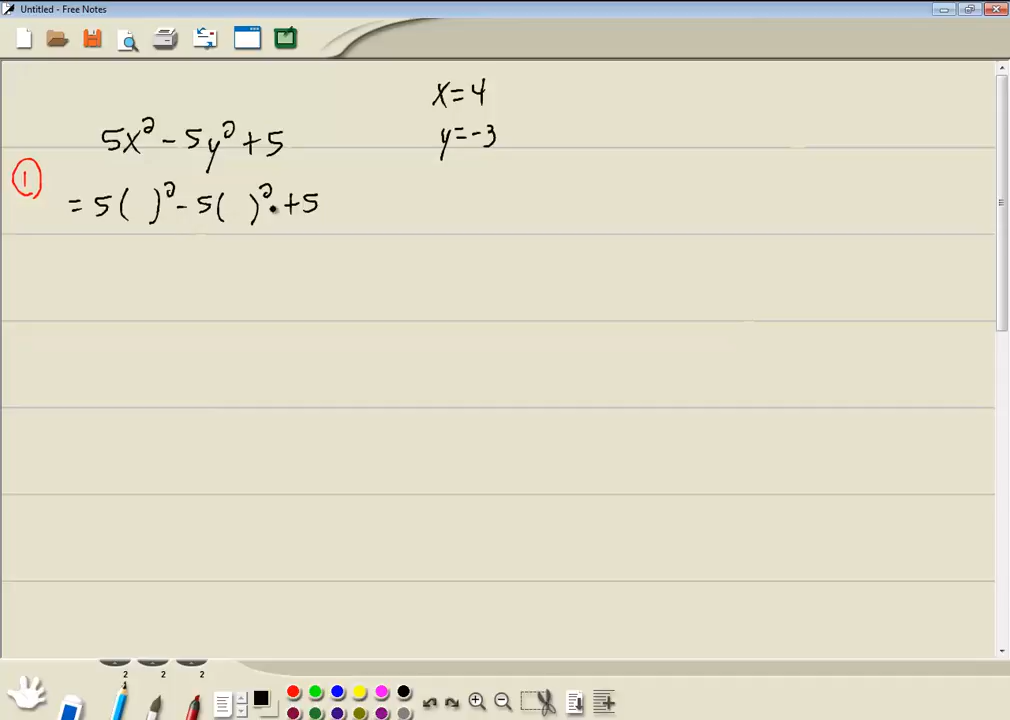 Untitled - Free Notes
x=4
5x² - 5y² + 5
y=-3
1
= 5( )² - 5( )² + 5
2 2 2